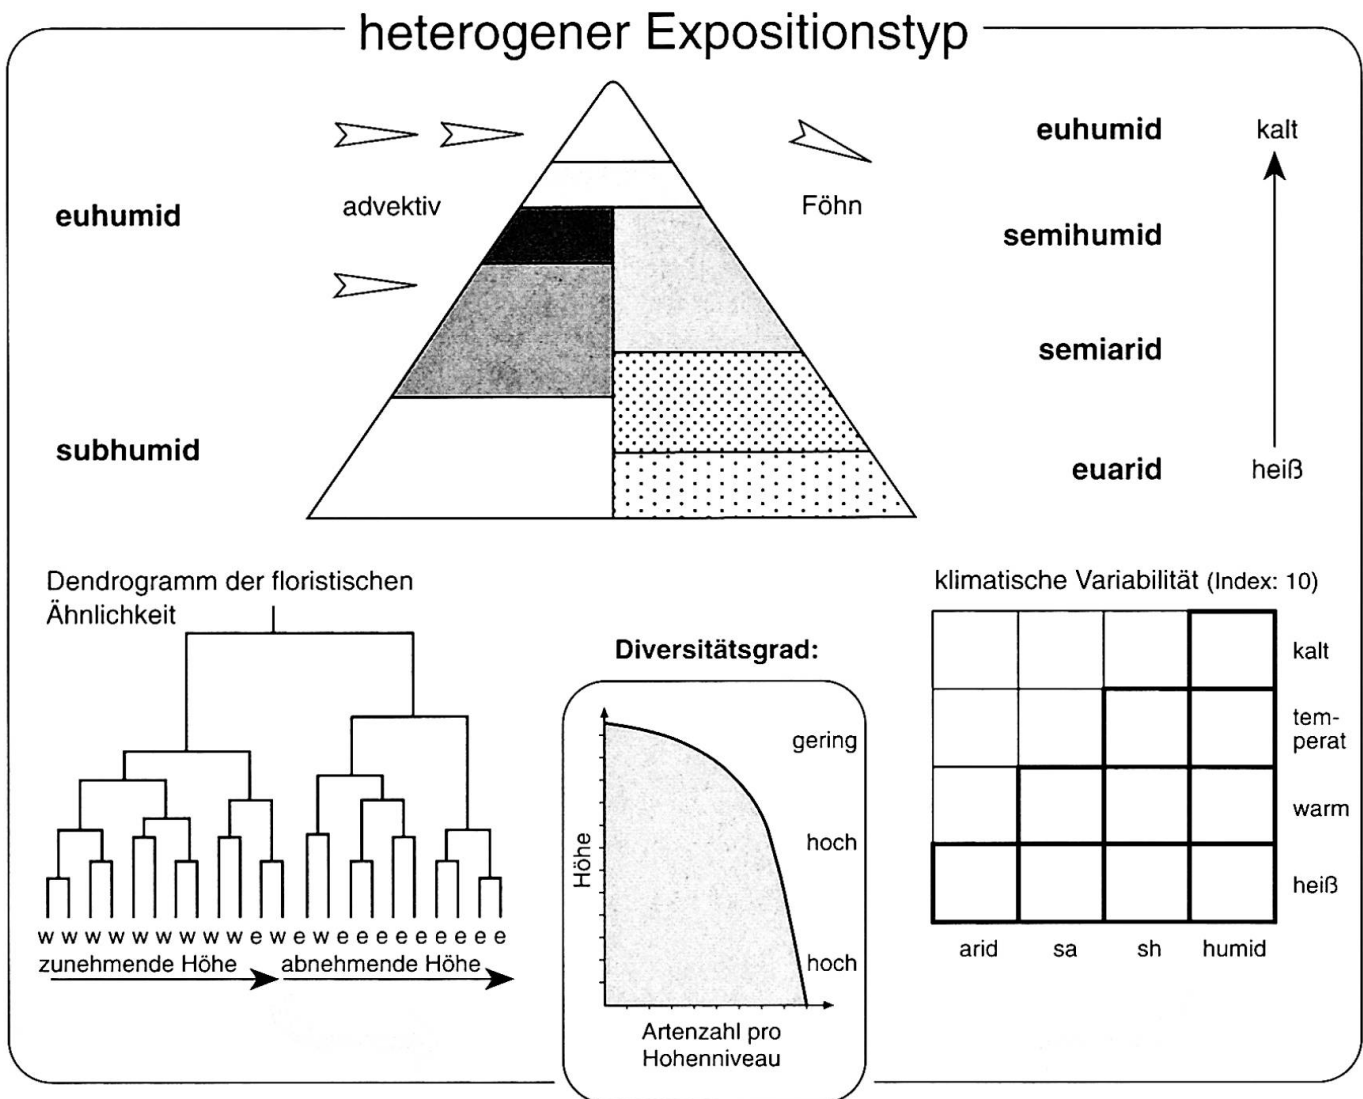 heterogener Expositionstyp
euhumid kalt
euhumid advektiv Föhn
semihumid
semiarid
subhumid
euarid heiß
Dendrogramm der floristischen
Ähnlichkeit
w w w w w w w w w e w e w e e e e e e e e
zunehmende Höhe abnehmende Höhe
Diversitätsgrad:
gering
hoch
hoch
Höhe
Artenzahl pro
Hohenniveau
klimatische Variabilität (Index: 10)
kalt
tem-
perat
warm
heiß
arid sa sh humid